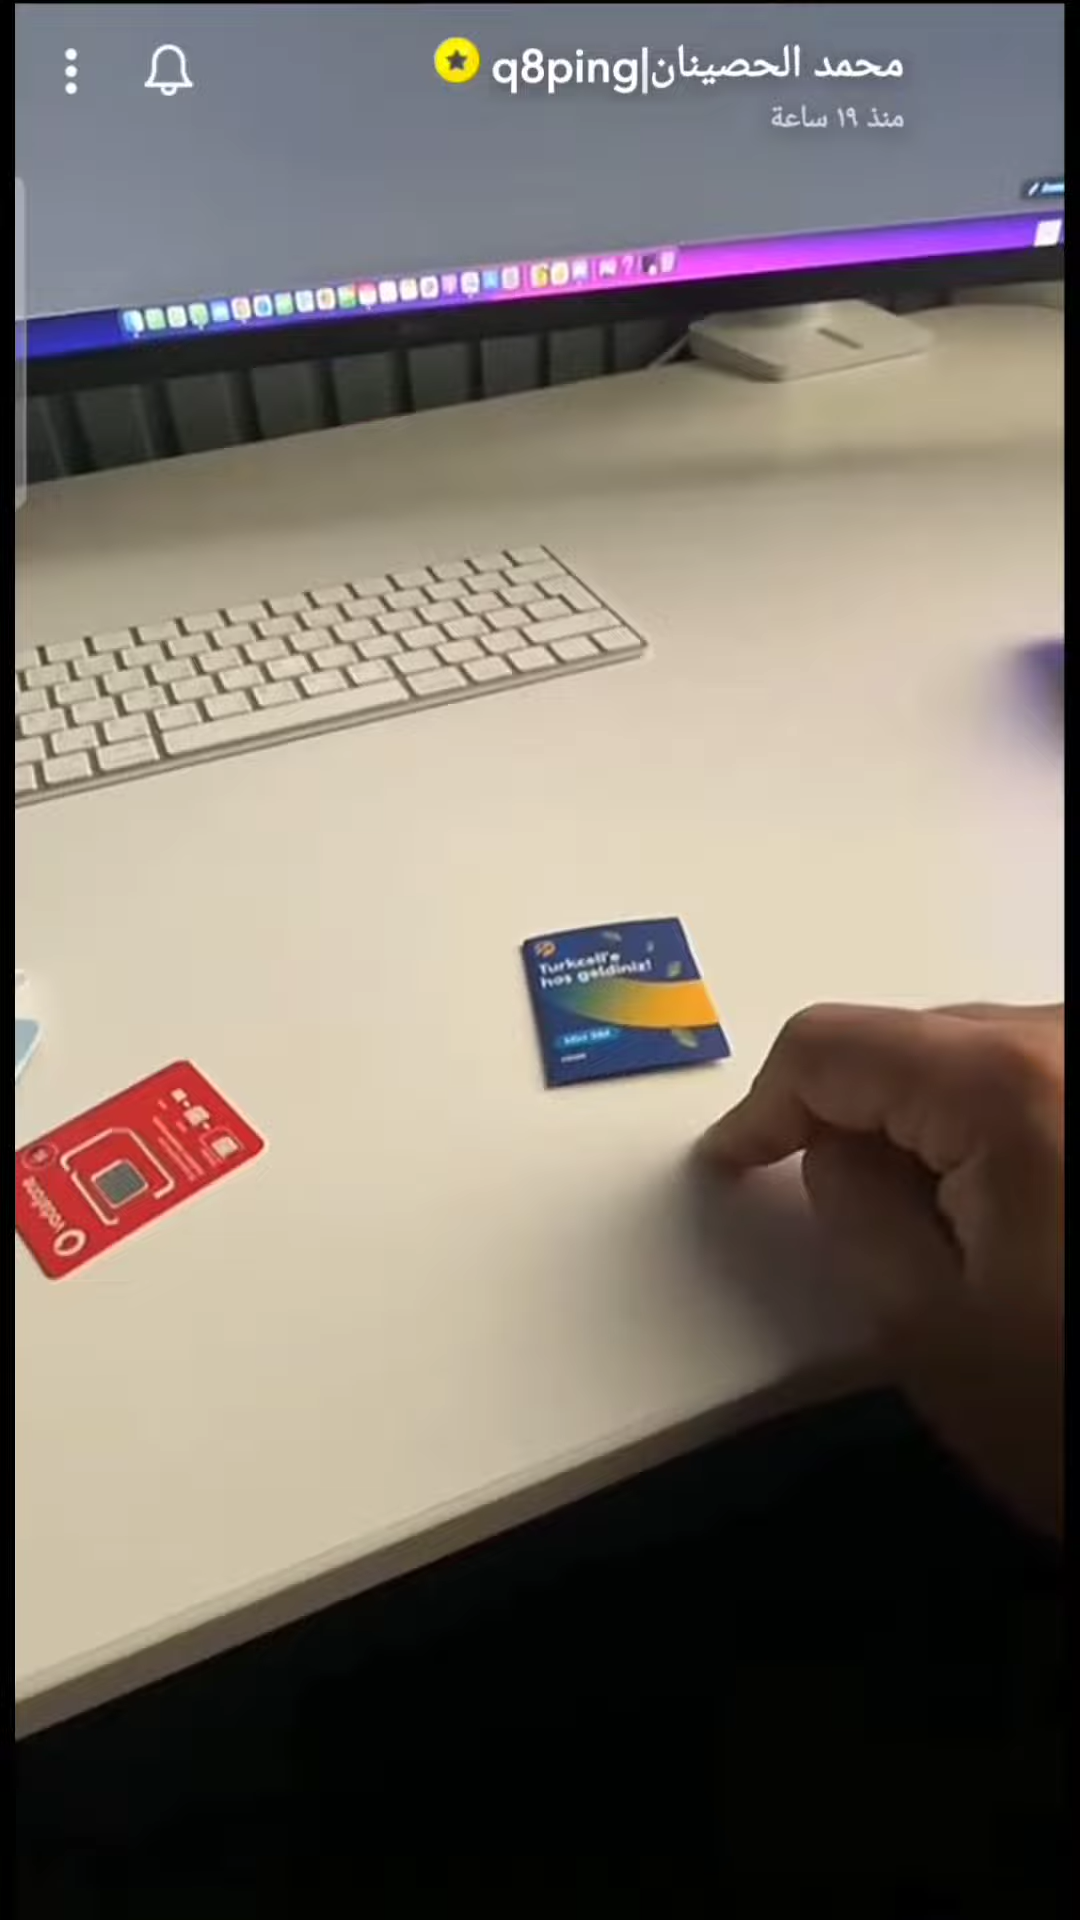 محمد الحصينان|q8ping
منذ ١٩ ساعة
Turkcell'e
hoş geldiniz!
vodafone